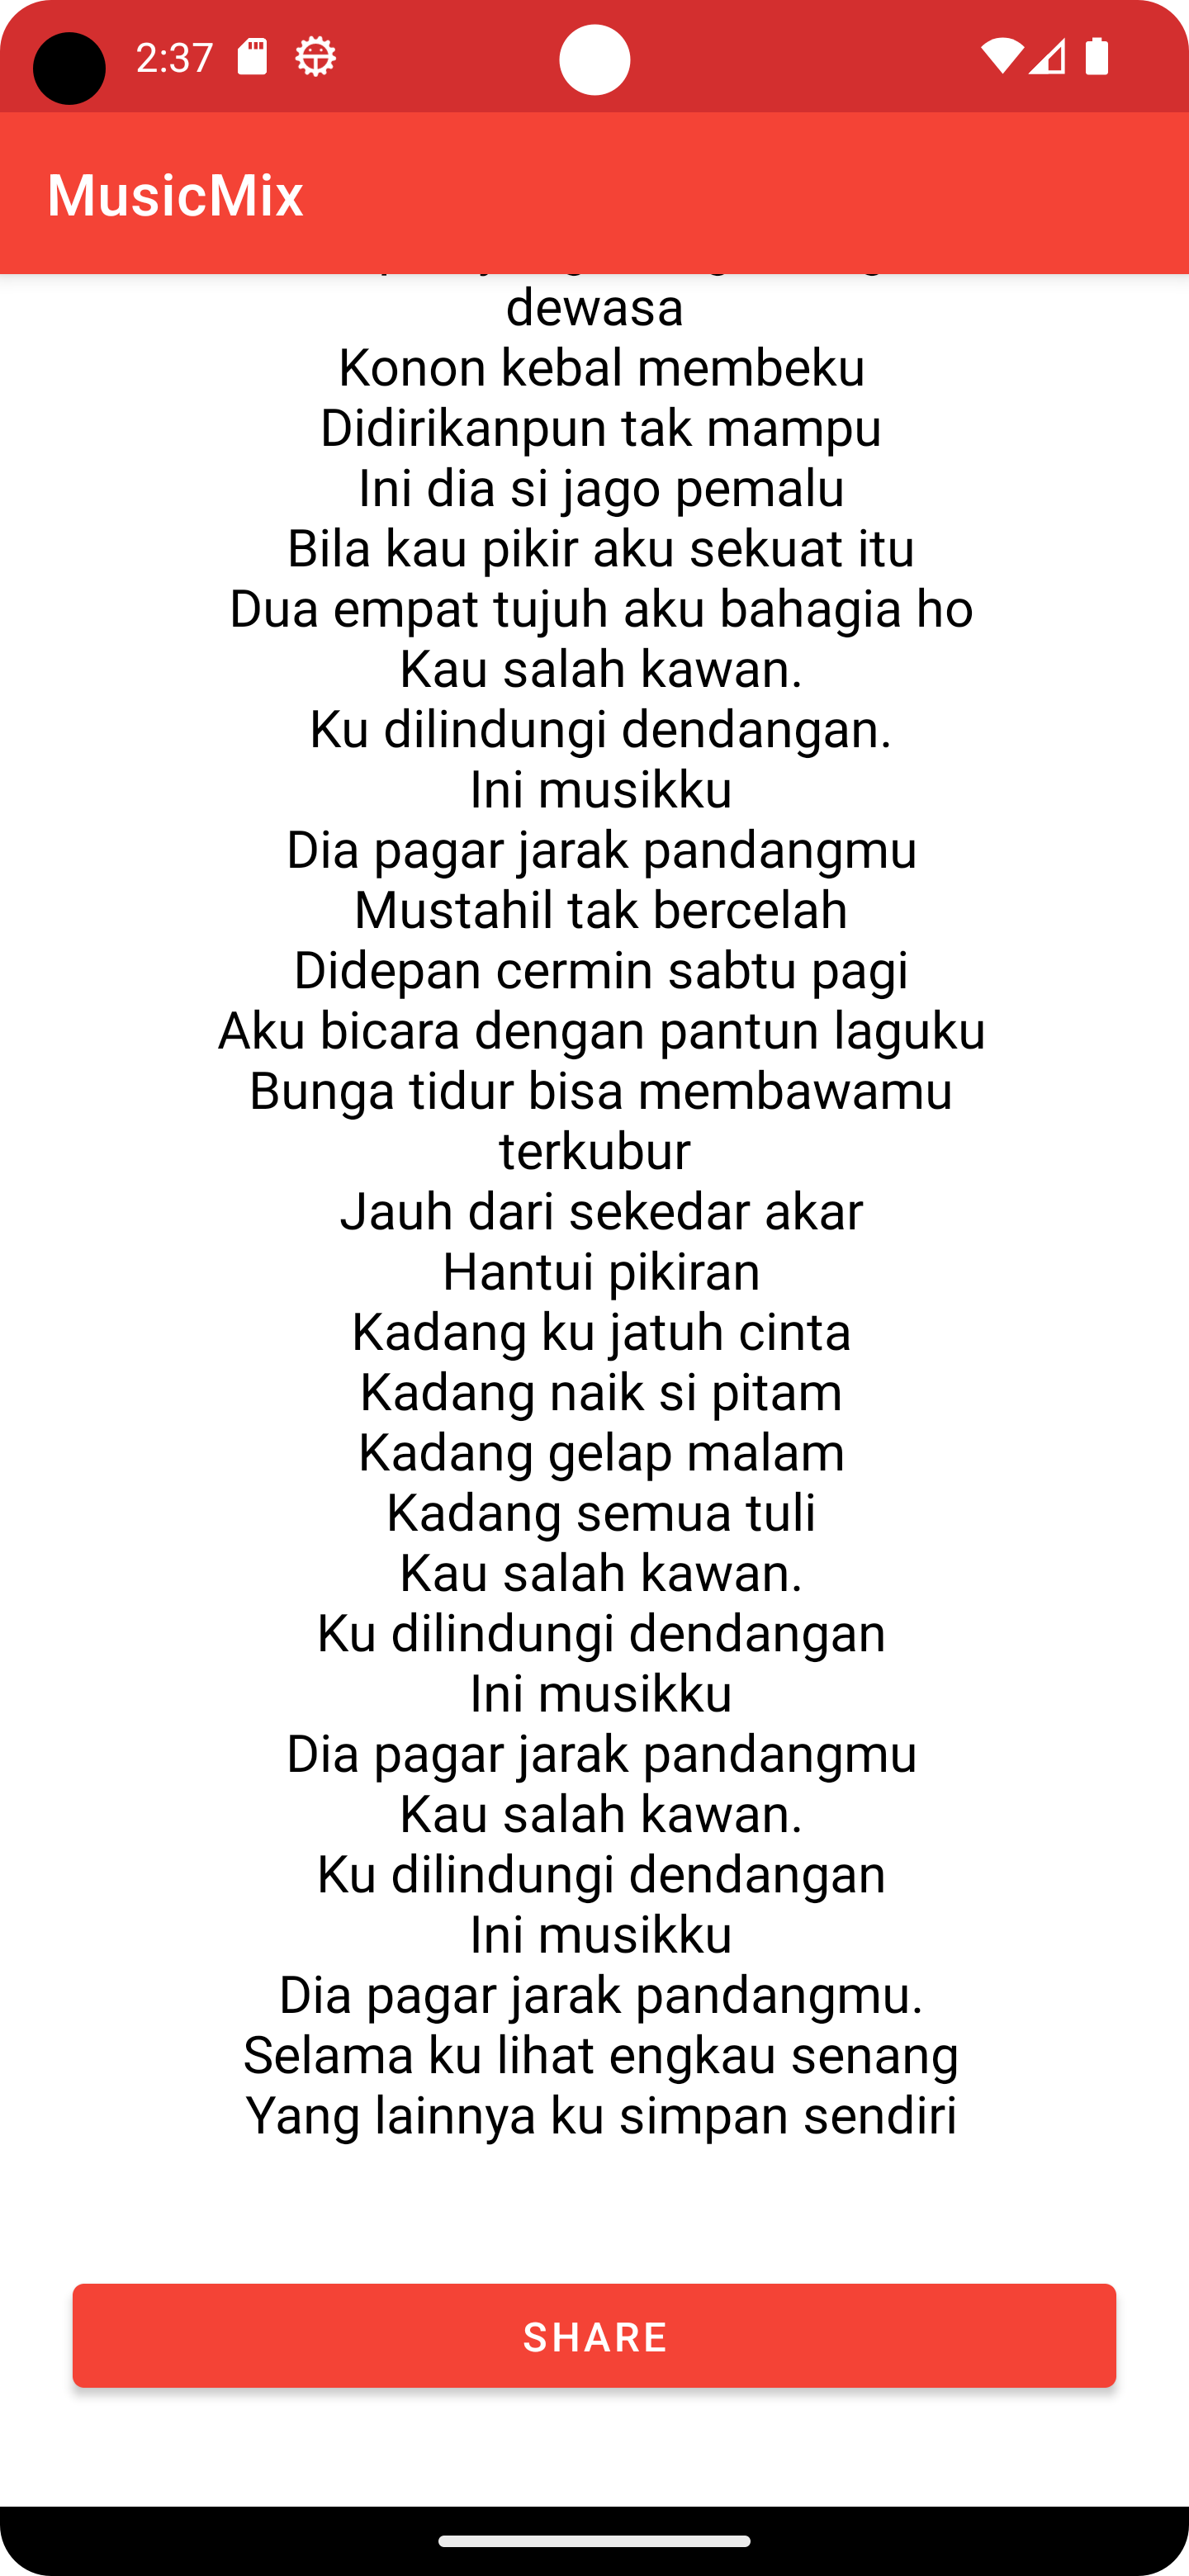 2:37
MusicMix
dewasa
Konon kebal membeku
Didirikanpun tak mampu
Ini dia si jago pemalu
Bila kau pikir aku sekuat itu
Dua empat tujuh aku bahagia ho
Kau salah kawan.
Ku dilindungi dendangan.
Ini musikku
Dia pagar jarak pandangmu
Mustahil tak bercelah
Didepan cermin sabtu pagi
Aku bicara dengan pantun laguku
Bunga tidur bisa membawamu
terkubur
Jauh dari sekedar akar
Hantui pikiran
Kadang ku jatuh cinta
Kadang naik si pitam
Kadang gelap malam
Kadang semua tuli
Kau salah kawan.
Ku dilindungi dendangan
Ini musikku
Dia pagar jarak pandangmu
Kau salah kawan.
Ku dilindungi dendangan
Ini musikku
Dia pagar jarak pandangmu.
Selama ku lihat engkau senang
Yang lainnya ku simpan sendiri
SHARE